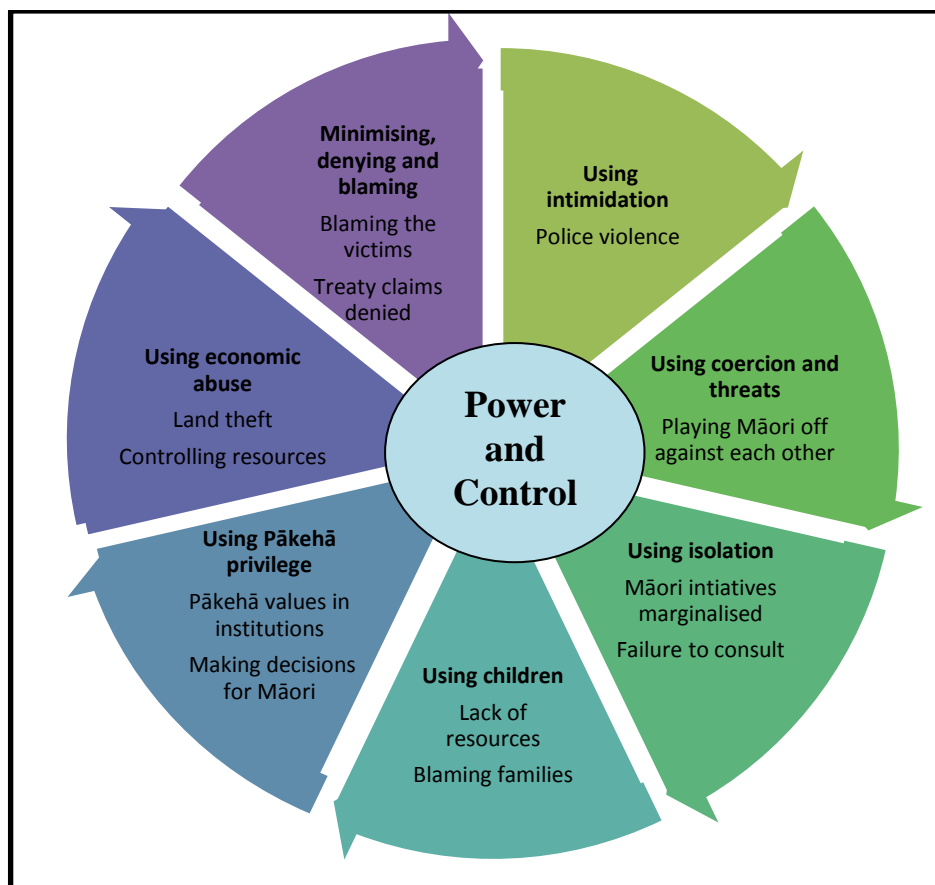 Power
and
Control
Using
intimidation
Police violence
Using coercion and
threats
Playing Māori off
against each other
Using isolation
Māori intiatives
marginalised
Failure to consult
Using children
Lack of
resources
Blaming families
Using Pākehā
privilege
Pākehā values in
institutions
Making decisions
for Māori
Using economic
abuse
Land theft
Controlling resources
Minimising,
denying and
blaming
Blaming the
victims
Treaty claims
denied